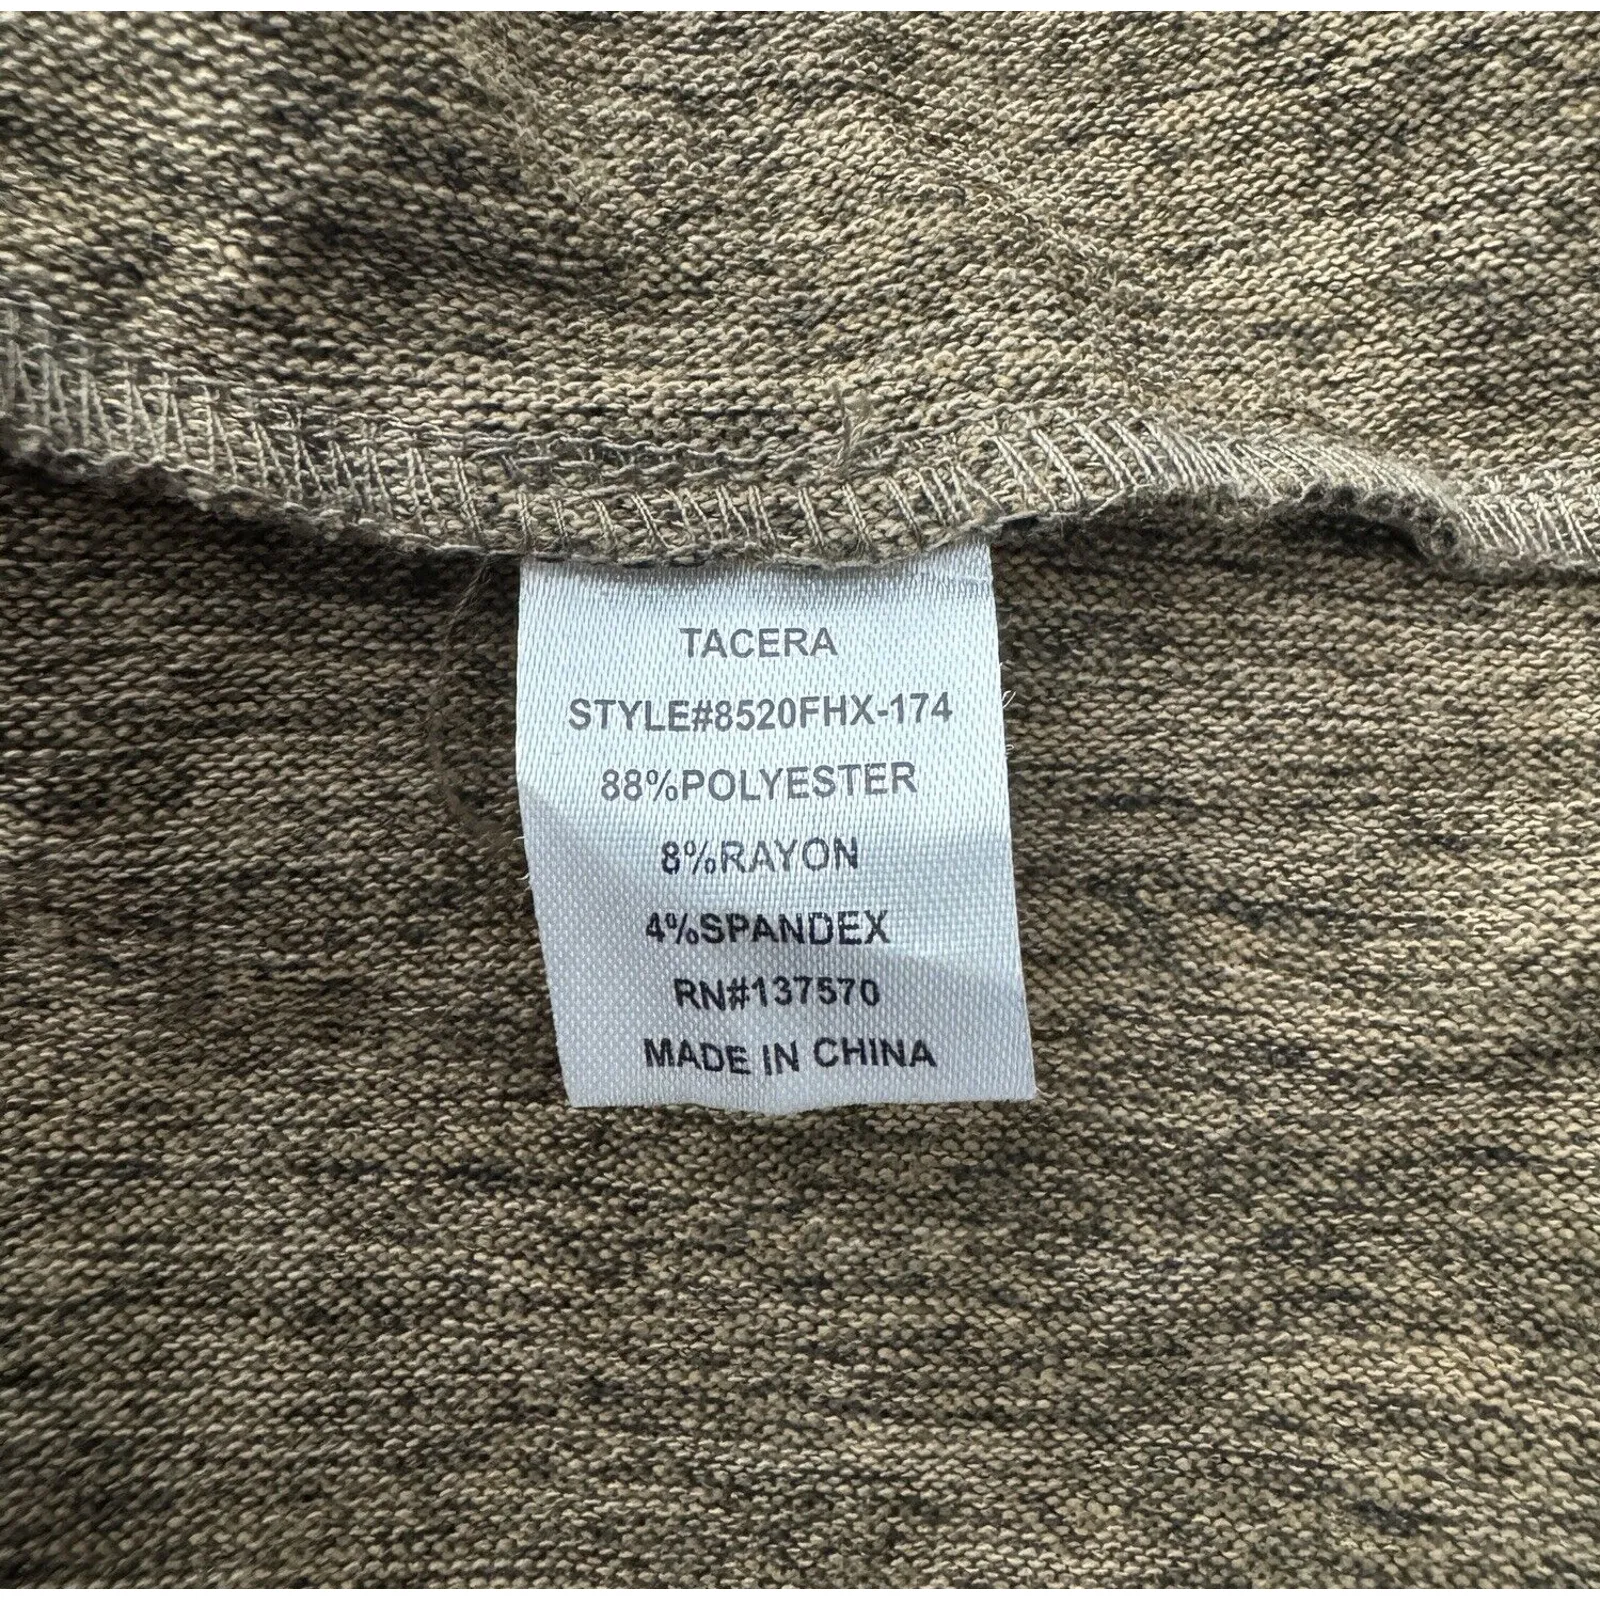 TACERA
STYLE#8520FHX-174
88%POLYESTER
8%RAYON
4%SPANDEX
RN#137570
MADE IN CHINA